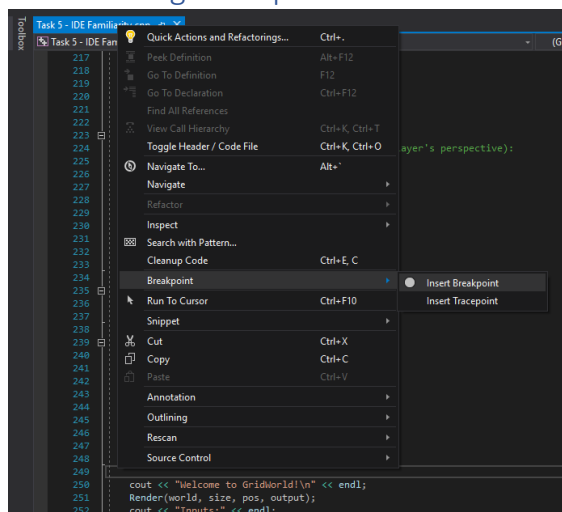 Toolbox
Task 5 - IDE Familiarity.cpp
Task 5 - IDE Fam
(G
217
218
219
220
221
222
223
224 ayer's perspective):
225
226
227
228
229
230
231
232
233
234
235
236
237
238
239
240
241
242
243
244
245
246
247
248
249
250 cout << "Welcome to GridWorld!\n" << endl;
251 Render(world, size, pos, output);
252 cout << "Inputs:" << endl;
Quick Actions and Refactorings... Ctrl+.
Peek Definition Alt+F12
Go To Definition F12
Go To Declaration Ctrl+F12
Find All References
View Call Hierarchy Ctrl+K, Ctrl+T
Toggle Header / Code File Ctrl+K, Ctrl+O
Navigate To... Alt+`
Navigate
Refactor
Inspect
Search with Pattern...
Cleanup Code Ctrl+E, C
Breakpoint
Insert Breakpoint
Insert Tracepoint
Run To Cursor Ctrl+F10
Snippet
Cut Ctrl+X
Copy Ctrl+C
Paste Ctrl+V
Annotation
Outlining
Rescan
Source Control